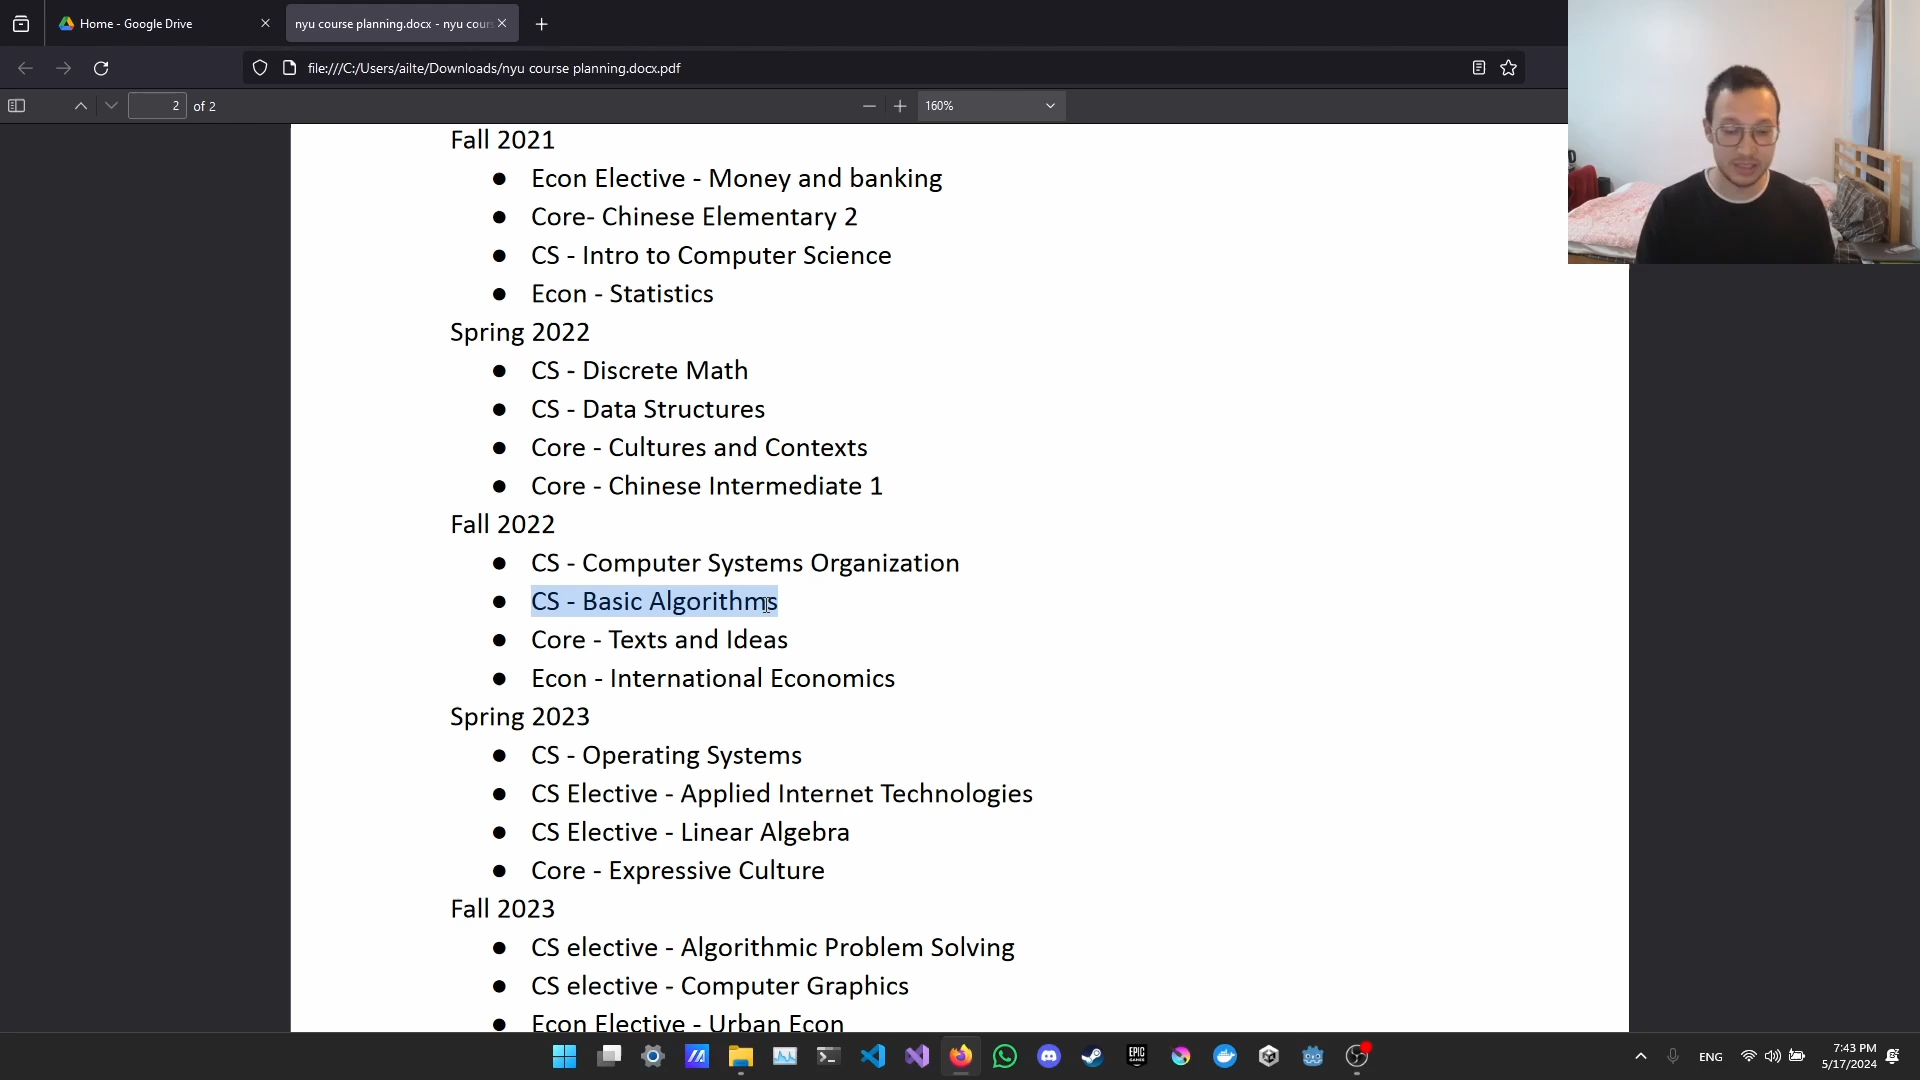 Home - Google Drive
nyu course planning.docx - nyu cour
file:///C:/Users/ailte/Downloads/nyu course planning.docx.pdf
2 of 2
160%
Fall 2021
● Econ Elective - Money and banking
● Core- Chinese Elementary 2
● CS - Intro to Computer Science
● Econ - Statistics
Spring 2022
● CS - Discrete Math
● CS - Data Structures
● Core - Cultures and Contexts
● Core - Chinese Intermediate 1
Fall 2022
● CS - Computer Systems Organization
● CS - Basic Algorithms
● Core - Texts and Ideas
● Econ - International Economics
Spring 2023
● CS - Operating Systems
● CS Elective - Applied Internet Technologies
● CS Elective - Linear Algebra
● Core - Expressive Culture
Fall 2023
● CS elective - Algorithmic Problem Solving
● CS elective - Computer Graphics
● Econ Elective - Urban Econ
EPIC
GAMES
ENG
7:43 PM
5/17/2024